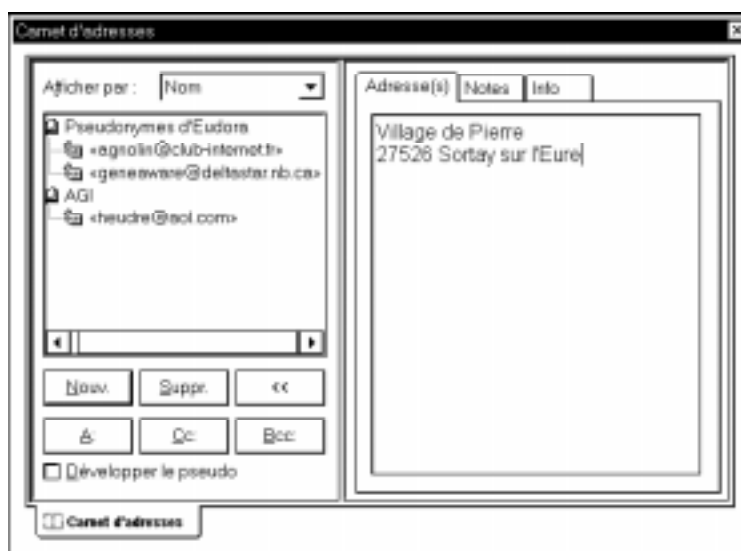 Carnet d'adresses
Afficher par : Nom
Pseudonymes d'Eudora
«agnolin@club-internet.fr»
«geneaware@deltastar.nb.ca»
AGI
«heudre@aol.com»
Nouv. Suppr. <<
A: Cc: Bcc:
Développer le pseudo
Carnet d'adresses
Adresse(s) Notes Info
Village de Pierre
27526 Sortay sur l'Eure